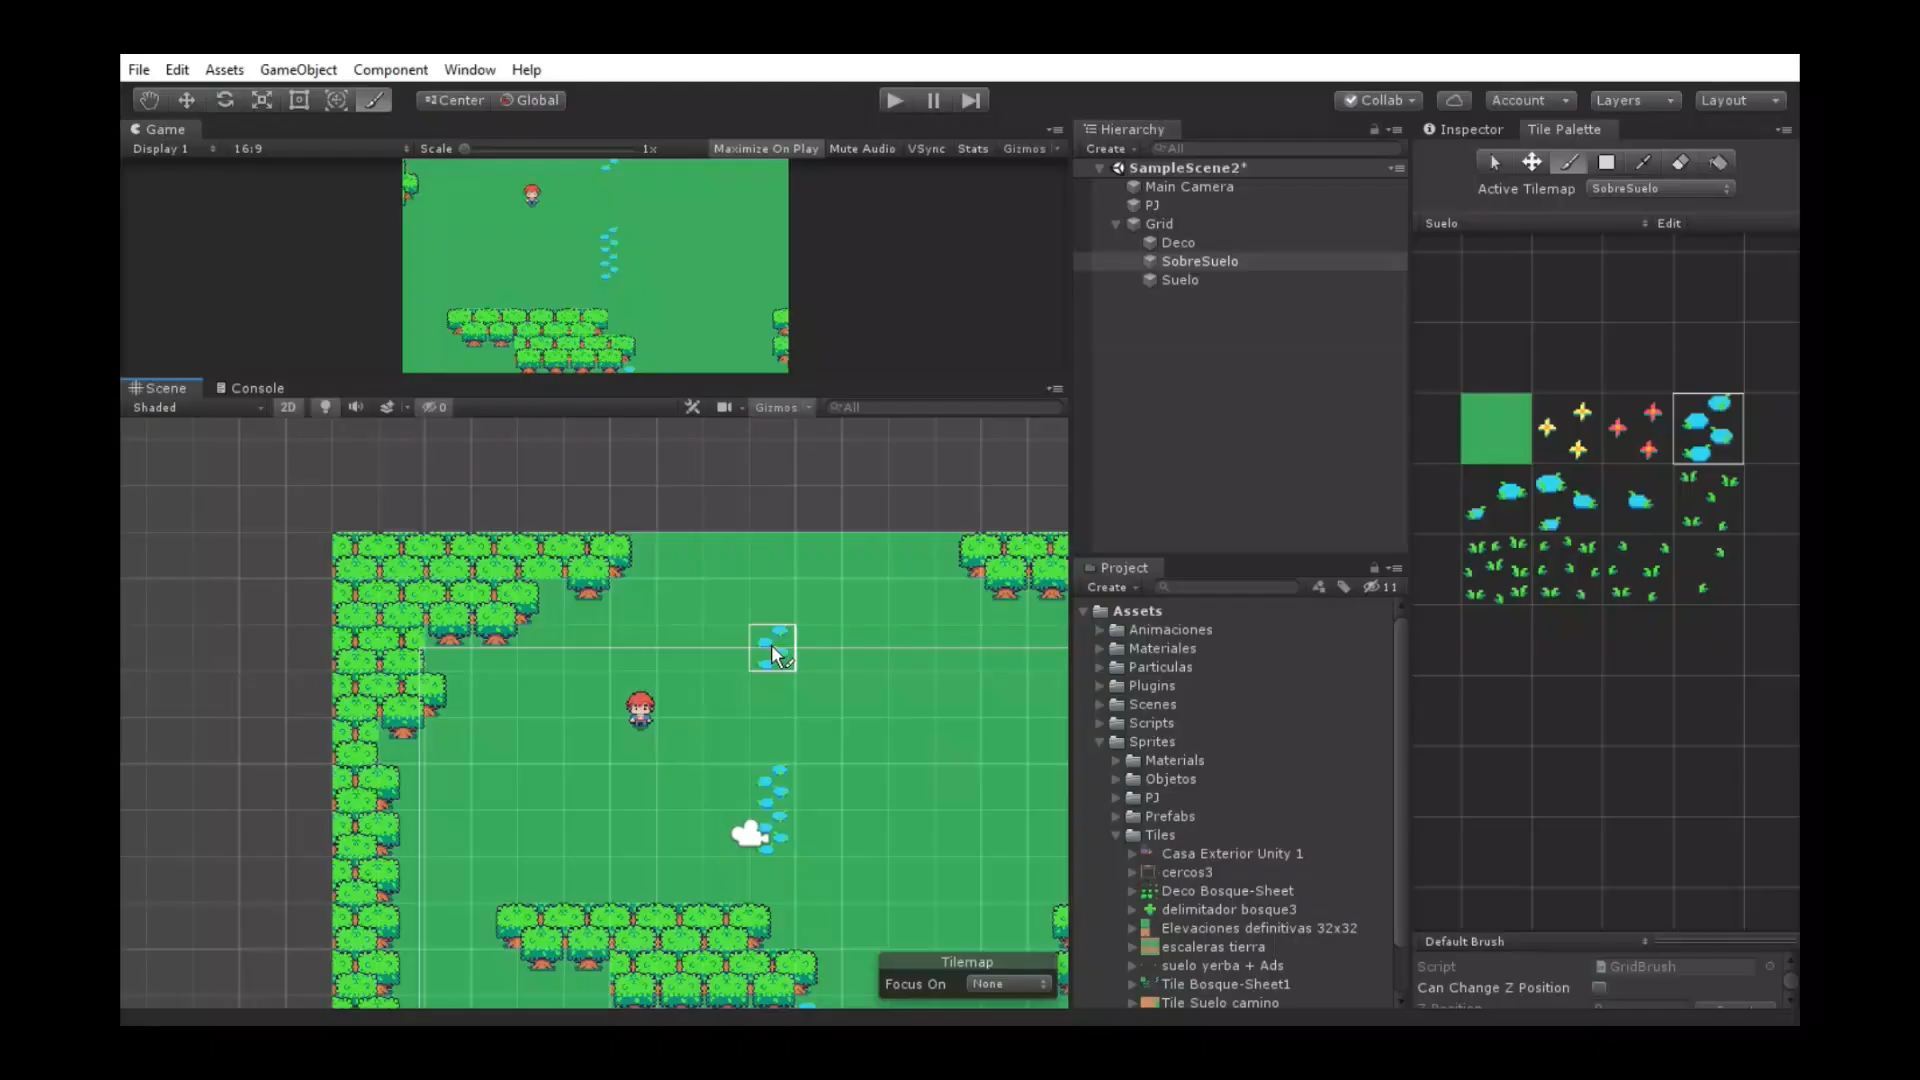 File Edit Assets GameObject Component Window Help
Center Global Collab Account Layers Layout
Game
Display 1 16:9 Scale 1x Maximize On Play Mute Audio VSync Stats Gizmos
Scene Console
Shaded 2D 0 Gizmos All
Tilemap
Focus On None
Hierarchy
Create All
SampleScene2*
Main Camera
PJ
Grid
Deco
SobreSuelo
Suelo
Project
Create 11
Assets
Animaciones
Materiales
Particulas
Plugins
Scenes
Scripts
Sprites
Materials
Objetos
PJ
Prefabs
Tiles
Casa Exterior Unity 1
cercos3
Deco Bosque-Sheet
delimitador bosque3
Elevaciones definitivas 32x32
escaleras tierra
suelo yerba + Ads
Tile Bosque-Sheet1
Tile Suelo camino
Inspector Tile Palette
Active Tilemap SobreSuelo
Suelo Edit
Default Brush
Script GridBrush
Can Change Z Position
Z Position